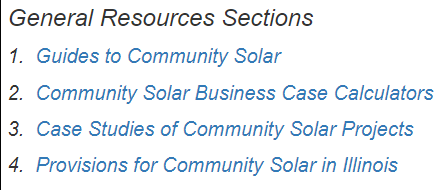 General Resources Sections
1. Guides to Community Solar
2. Community Solar Business Case Calculators
3. Case Studies of Community Solar Projects
4. Provisions for Community Solar in Illinois